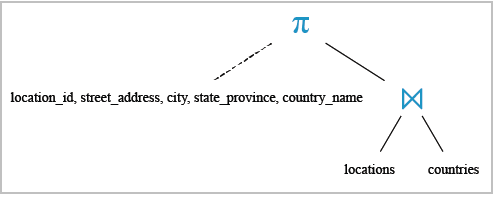 π
location_id, street_address, city, state_province, country_name
⋈
locations countries